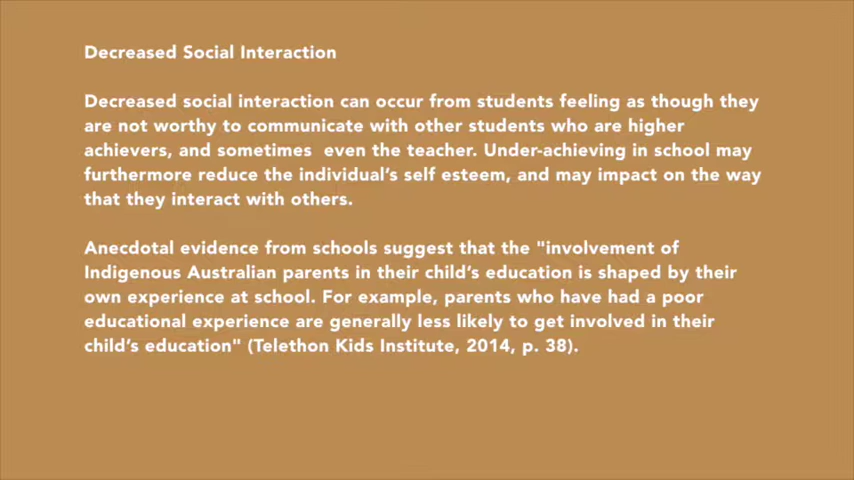 Decreased Social Interaction
Decreased social interaction can occur from students feeling as though they
are not worthy to communicate with other students who are higher
achievers, and sometimes  even the teacher. Under-achieving in school may
furthermore reduce the individual's self esteem, and may impact on the way
that they interact with others.
Anecdotal evidence from schools suggest that the "involvement of
Indigenous Australian parents in their child's education is shaped by their
own experience at school. For example, parents who have had a poor
educational experience are generally less likely to get involved in their
child's education" (Telethon Kids Institute, 2014, p. 38).